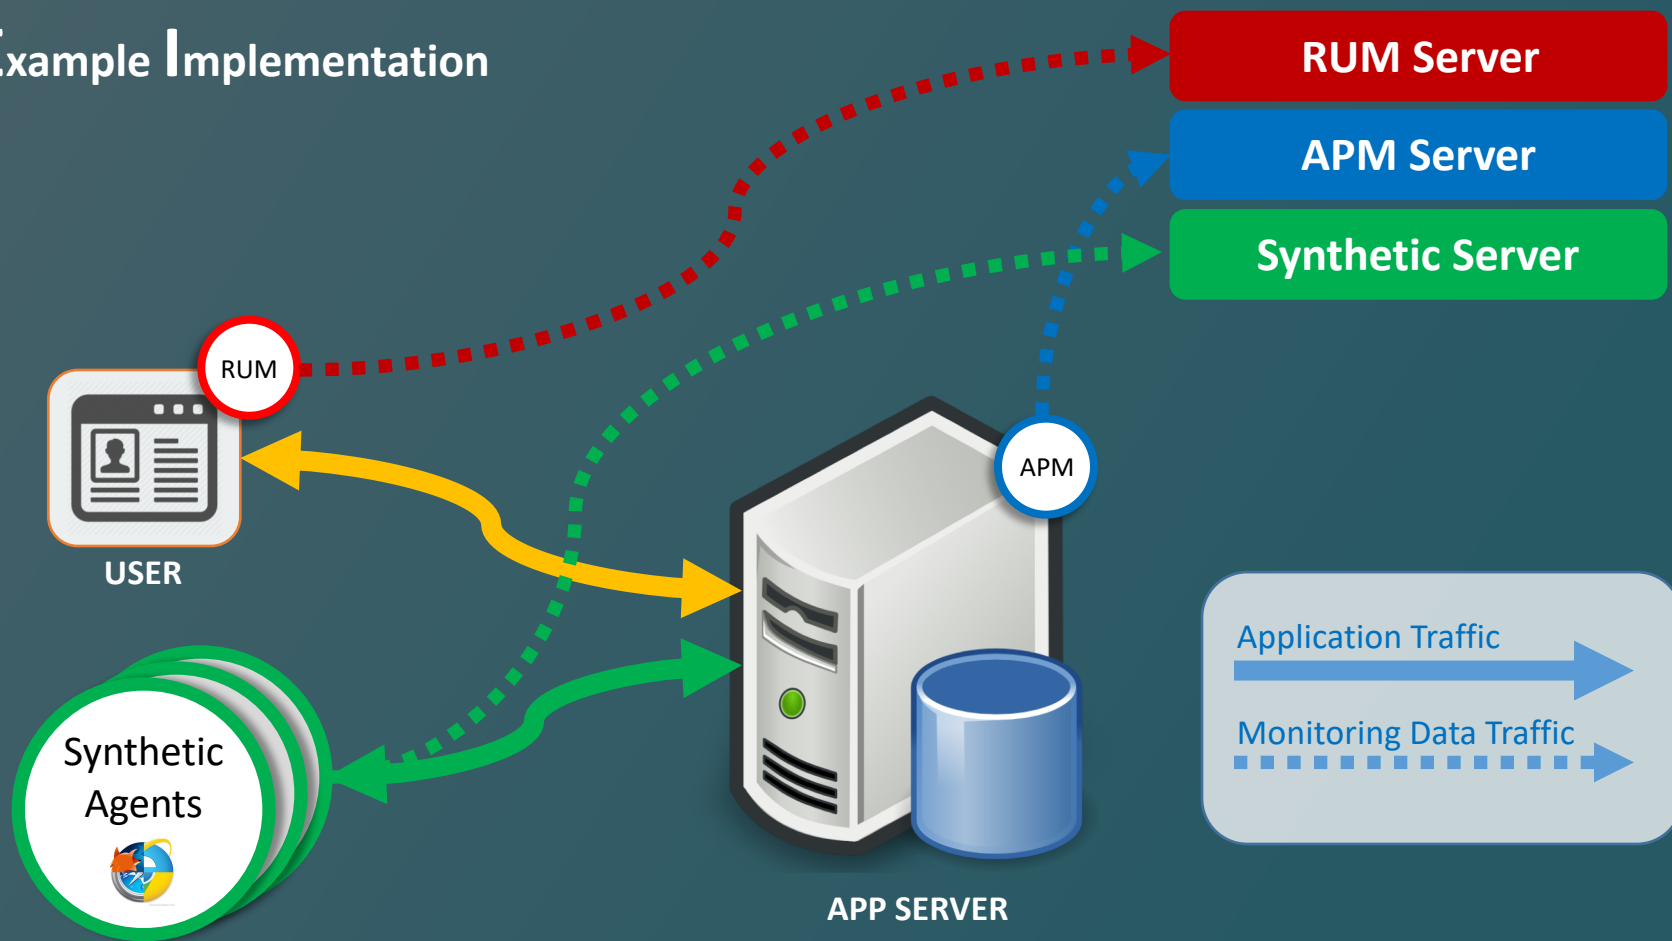 Example Implementation
RUM Server
APM Server
Synthetic Server
RUM
APM
USER
Application Traffic
Monitoring Data Traffic
Synthetic
Agents
APP SERVER